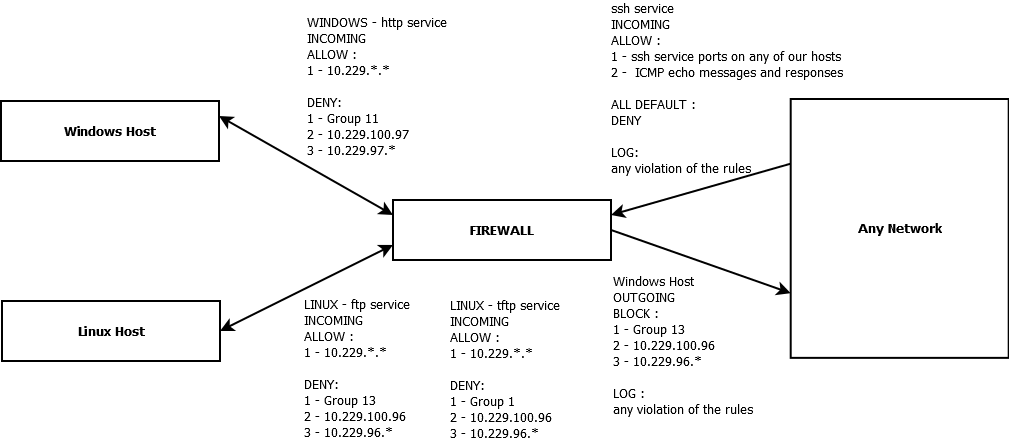 WINDOWS - http service
INCOMING
ALLOW :
1 - 10.229.*.*
DENY:
1 - Group 11
2 - 10.229.100.97
3 - 10.229.97.*
ssh service
INCOMING
ALLOW :
1 - ssh service ports on any of our hosts
2 - ICMP echo messages and responses
ALL DEFAULT :
DENY
LOG:
any violation of the rules
Windows Host
FIREWALL
Any Network
Linux Host
LINUX - ftp service
INCOMING
ALLOW :
1 - 10.229.*.*
DENY:
1 - Group 13
2 - 10.229.100.96
3 - 10.229.96.*
LINUX - tftp service
INCOMING
ALLOW :
1 - 10.229.*.*
DENY:
1 - Group 1
2 - 10.229.100.96
3 - 10.229.96.*
Windows Host
OUTGOING
BLOCK :
1 - Group 13
2 - 10.229.100.96
3 - 10.229.96.*
LOG :
any violation of the rules